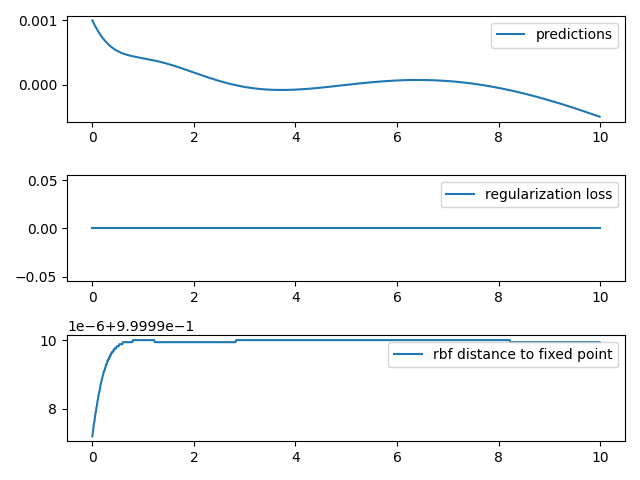 0.001
0.000
predictions
0 2 4 6 8 10
0.05
0.00
−0.05
regularization loss
0 2 4 6 8 10
1e−6+9.9999e−1
10
8
rbf distance to fixed point
0 2 4 6 8 10